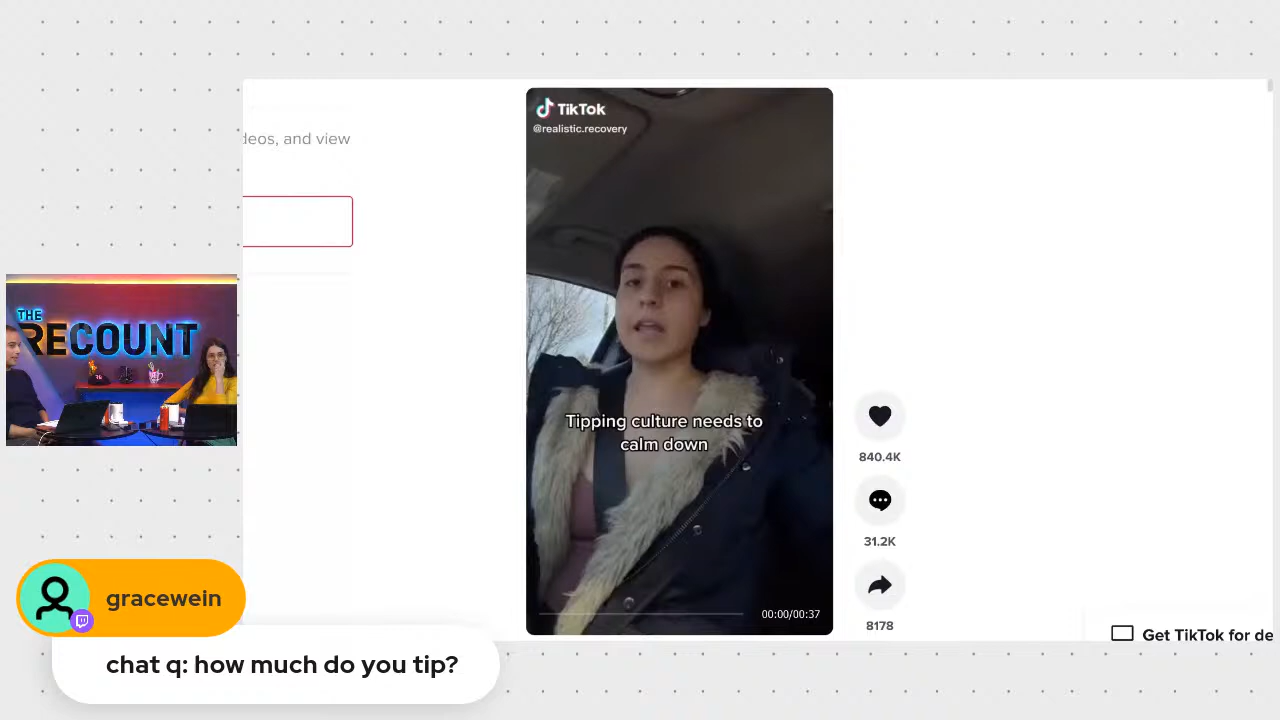 TikTok
@realistic.recovery
deos, and view
THE
RECOUNT
Tipping culture needs to
calm down
840.4K
31.2K
8178
00:00/00:37
Get TikTok for de
gracewein
chat q: how much do you tip?